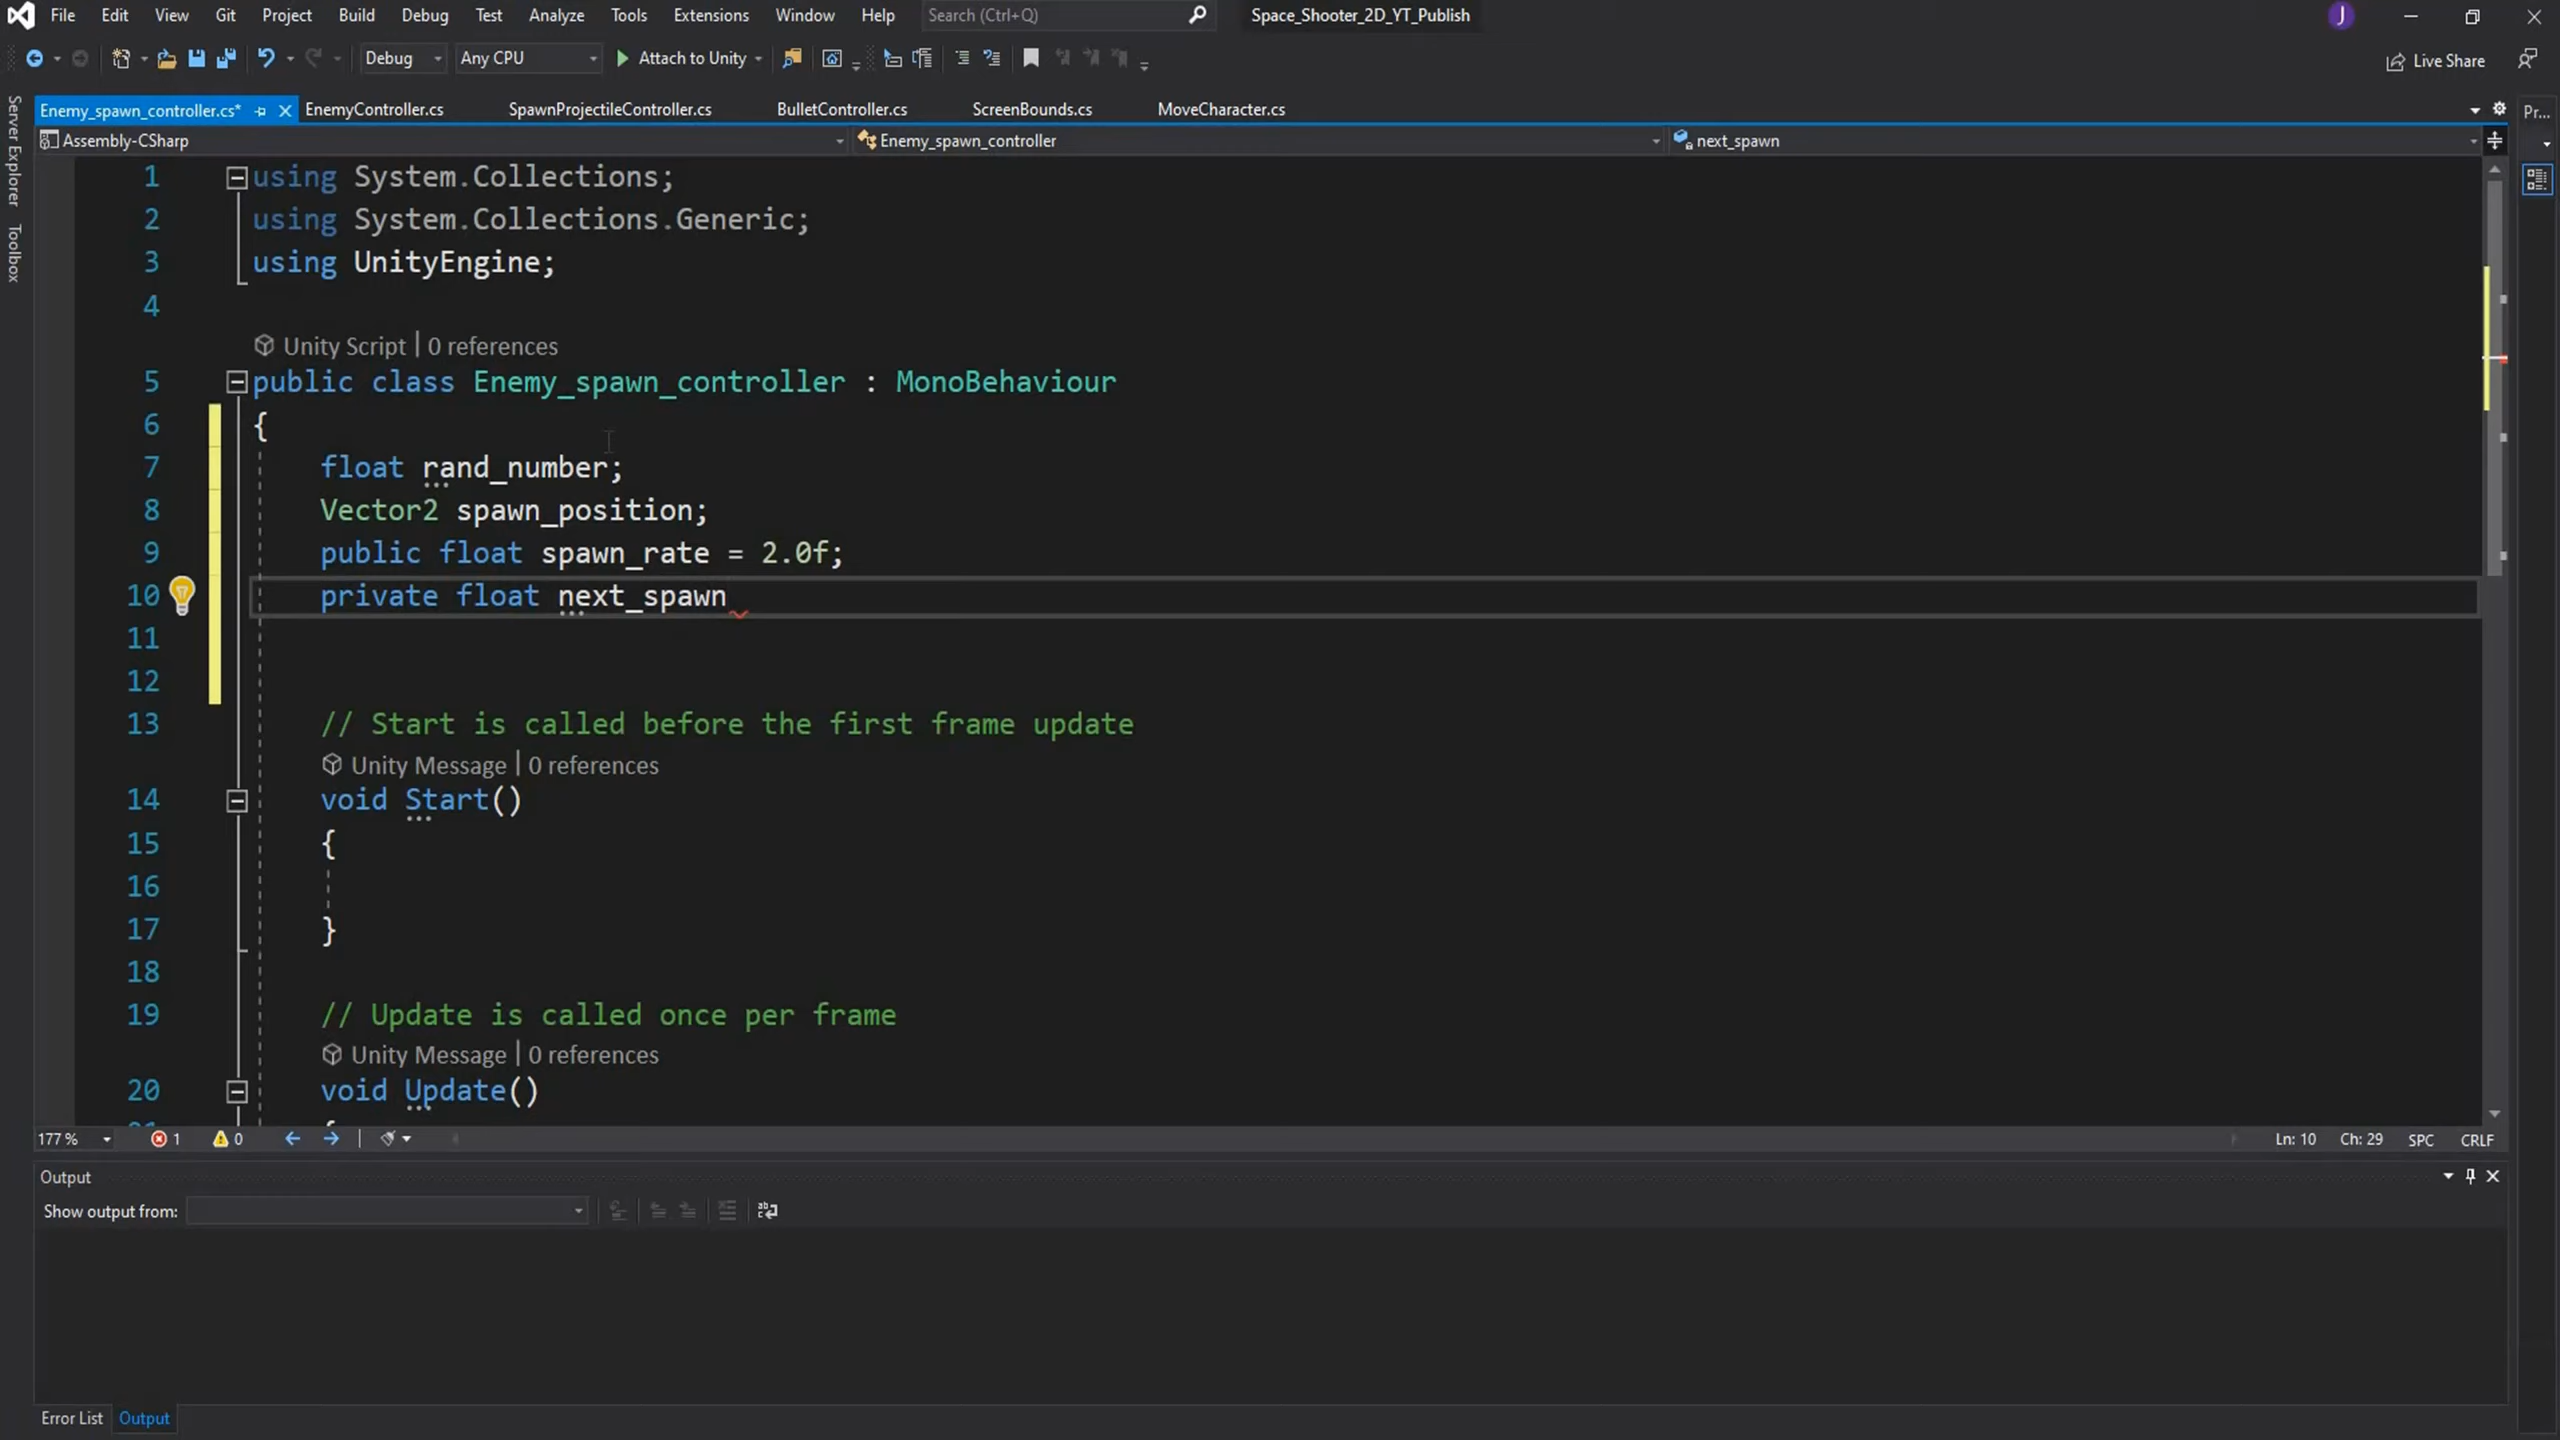 File Edit View Git Project Build Debug Test Analyze Tools Extensions Window Help Search (Ctrl+Q) Space_Shooter_2D_YT_Publish J
Debug Any CPU Attach to Unity Live Share
Server Explorer
Toolbox
Enemy_spawn_controller.cs* EnemyController.cs SpawnProjectileController.cs BulletController.cs ScreenBounds.cs MoveCharacter.cs Pr...
Assembly-CSharp Enemy_spawn_controller next_spawn
1 using System.Collections;
2 using System.Collections.Generic;
3 using UnityEngine;
4
Unity Script | 0 references
5 public class Enemy_spawn_controller : MonoBehaviour
6 {
7 float rand_number;
8 Vector2 spawn_position;
9 public float spawn_rate = 2.0f;
10 private float next_spawn
11
12
13 // Start is called before the first frame update
Unity Message | 0 references
14 void Start()
15 {
16
17 }
18
19 // Update is called once per frame
Unity Message | 0 references
20 void Update()
177 % 1 0 Ln: 10 Ch: 29 SPC CRLF
Output
Show output from:
Error List Output